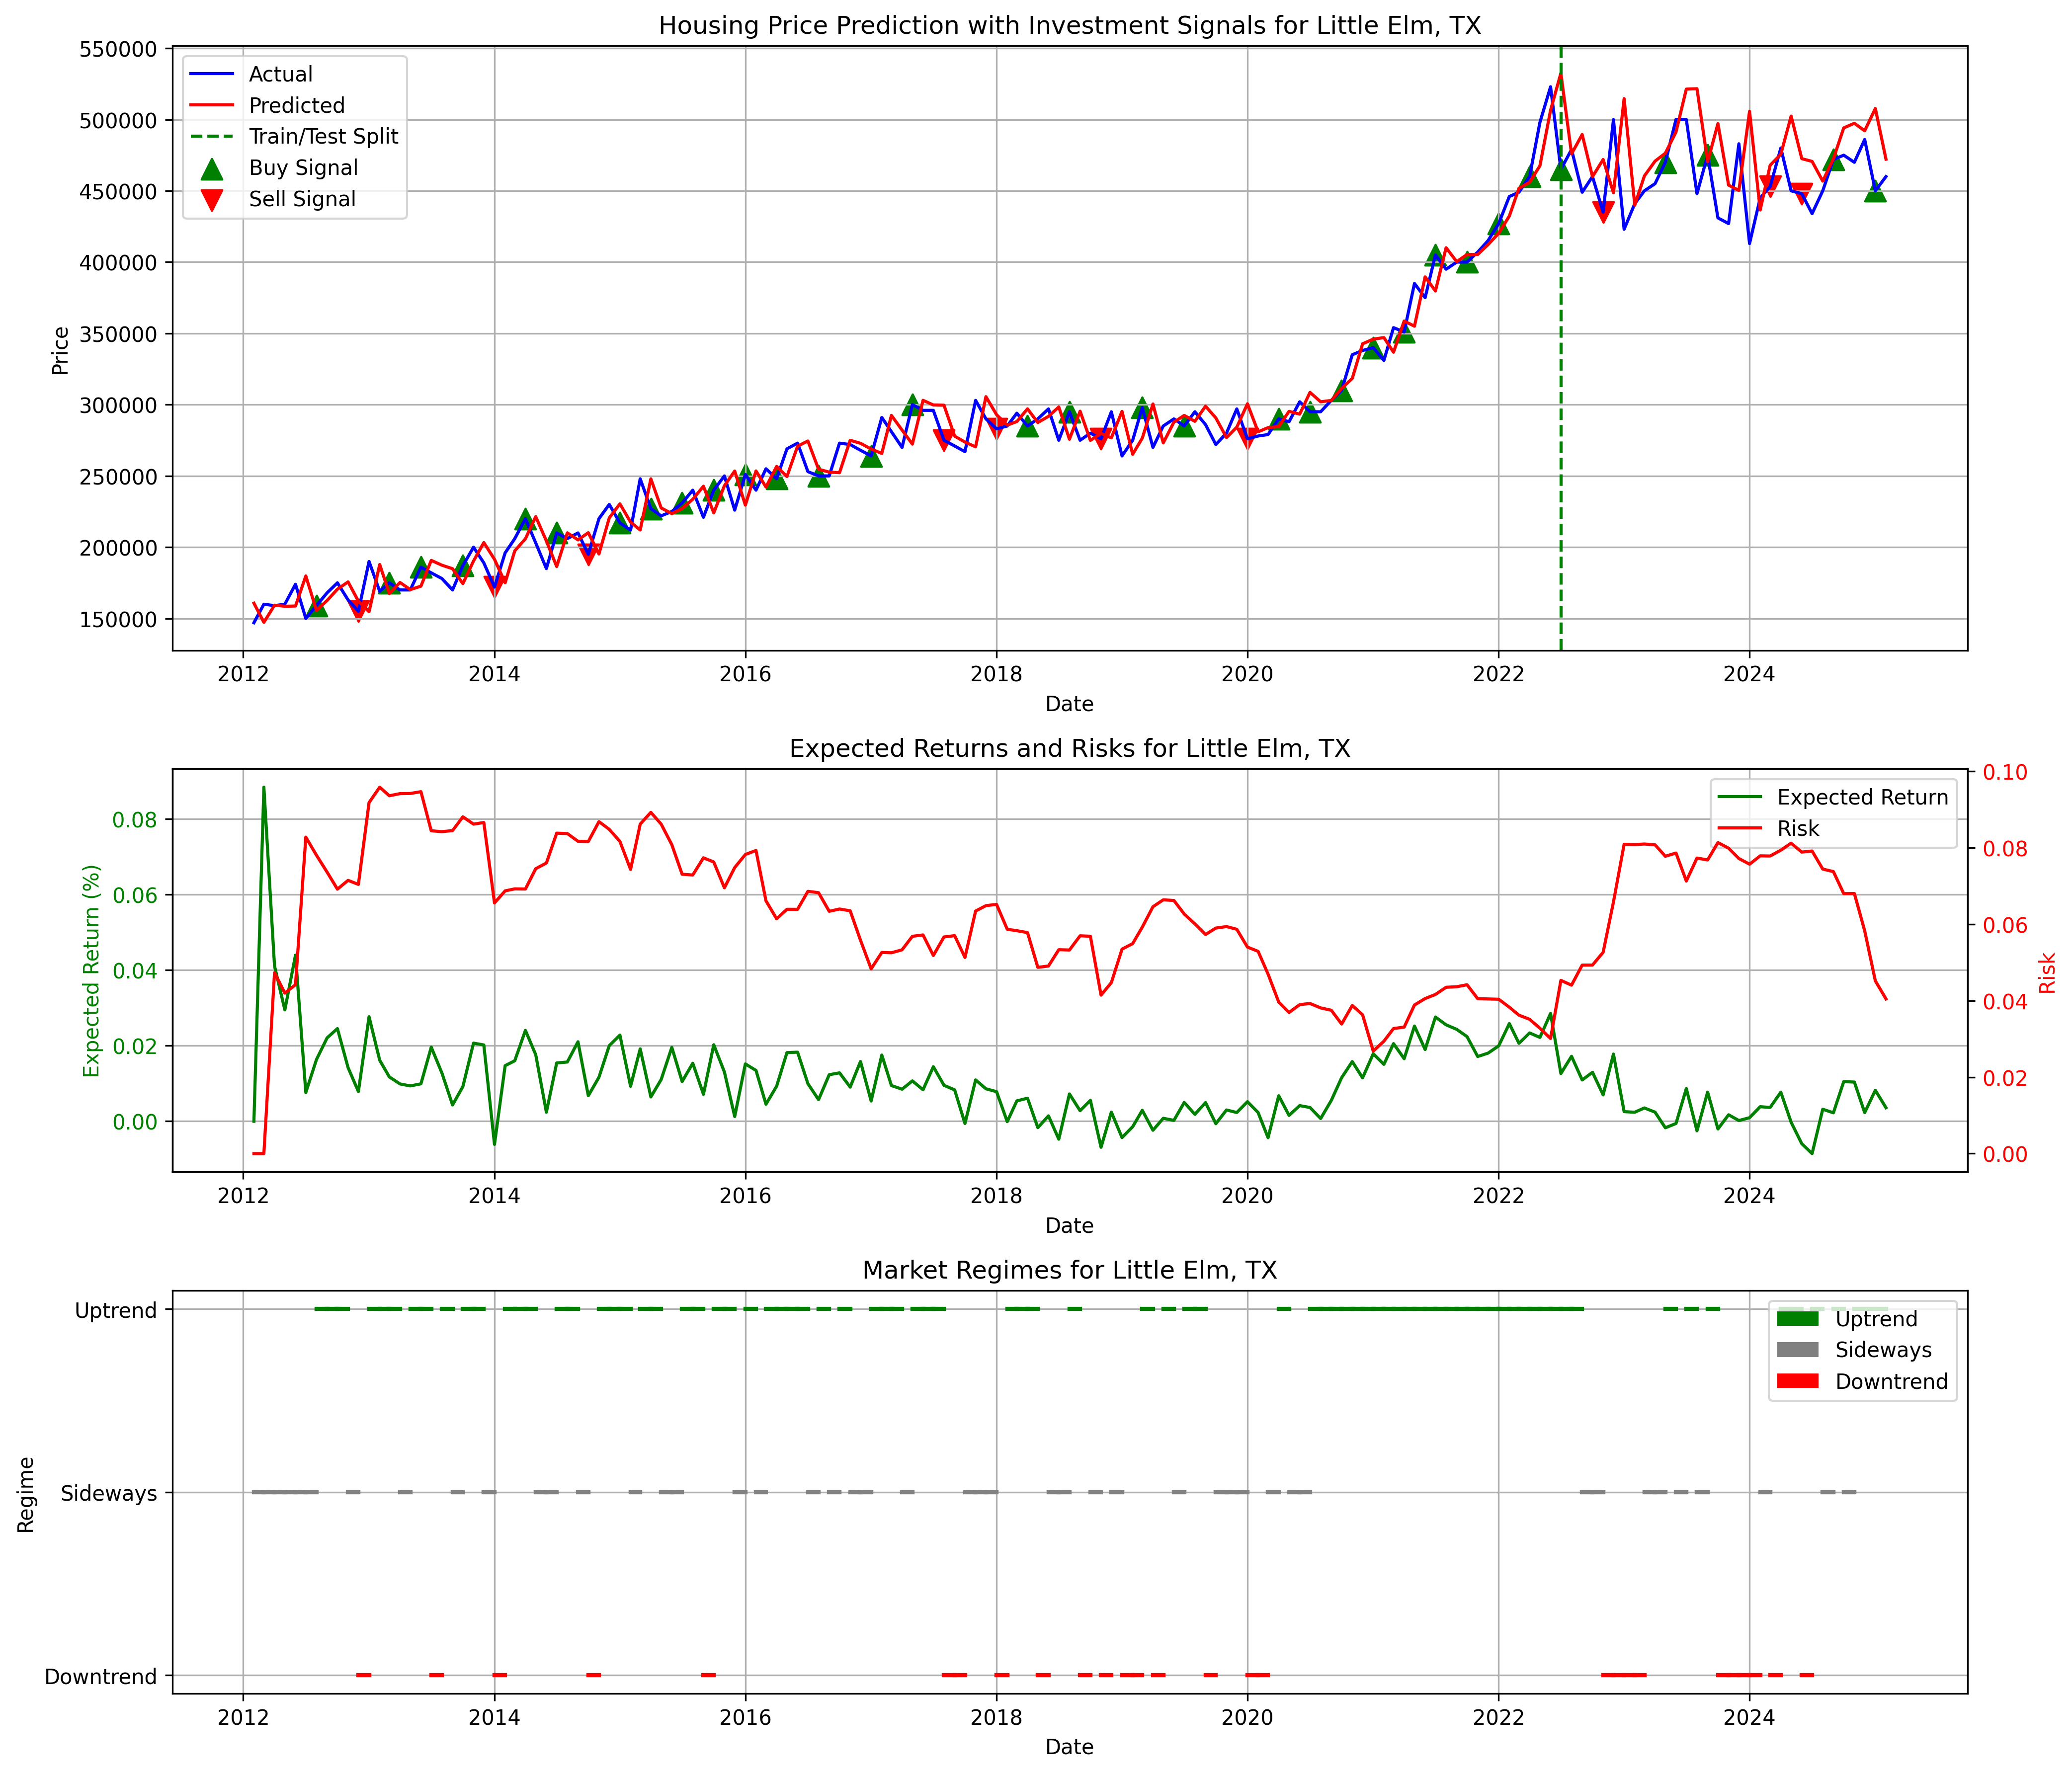 Housing Price Prediction with Investment Signals for Little Elm, TX
550000
500000
450000
400000
350000
300000
250000
200000
150000
Price
Actual
Predicted
Train/Test Split
Buy Signal
Sell Signal
2012 2014 2016 2018 2020 2022 2024
Date
Expected Returns and Risks for Little Elm, TX
0.08
0.06
0.04
0.02
0.00
Expected Return (%)
Expected Return
Risk
0.10
0.08
0.06
0.04
0.02
0.00
Risk
2012 2014 2016 2018 2020 2022 2024
Date
Market Regimes for Little Elm, TX
Uptrend
Sideways
Downtrend
Regime
Uptrend
Sideways
Downtrend
2012 2014 2016 2018 2020 2022 2024
Date